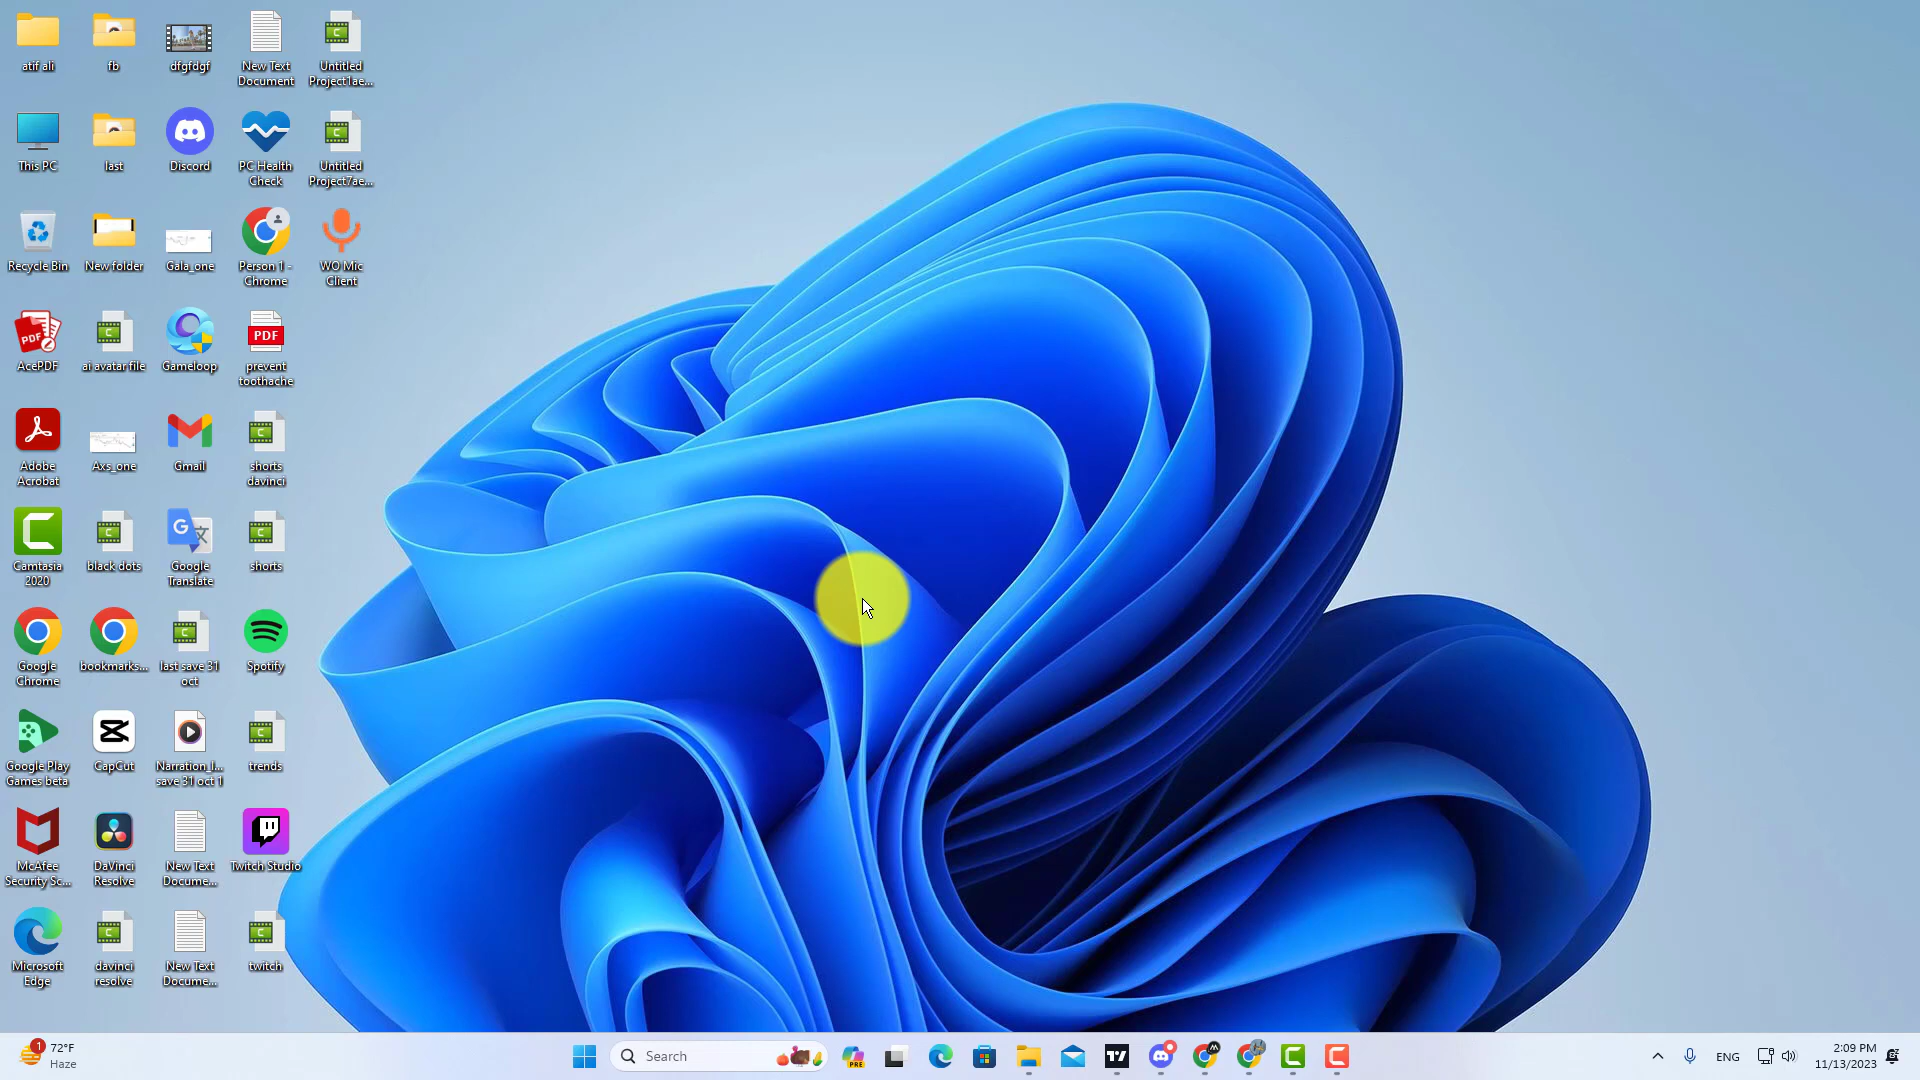 atif ali
fb
dfgfdgf
New Text
Document
Untitled
Project1ae...
This PC
last
Discord
PC Health
Check
Untitled
Project7ae...
Recycle Bin
New folder
Gala_one
Person 1 -
Chrome
WO Mic
Client
PDF
AcePDF
ai avatar file
Gameloop
PDF
prevent
toothache
Adobe
Acrobat
Axs_one
Gmail
shorts
davinci
Camtasia
2020
black dots
Google
Translate
shorts
Google
Chrome
bookmarks...
last save 31
oct
Spotify
Google Play
Games beta
CapCut
Narration_l...
save 31 oct 1
trends
McAfee
Security Sc...
DaVinci
Resolve
New Text
Docume...
Twitch Studio
Microsoft
Edge
davinci
resolve
New Text
Docume...
twitch
1
72°F
Haze
Search
PRE
ENG
2:09 PM
11/13/2023